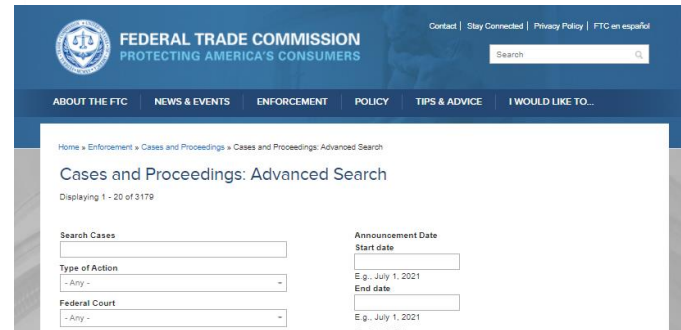 Contact | Stay Connected | Privacy Policy | FTC en español
FEDERAL TRADE COMMISSION
PROTECTING AMERICA'S CONSUMERS
Search
ABOUT THE FTC NEWS & EVENTS ENFORCEMENT POLICY TIPS & ADVICE I WOULD LIKE TO...
Home » Enforcement » Cases and Proceedings » Cases and Proceedings: Advanced Search
Cases and Proceedings: Advanced Search
Displaying 1 - 20 of 3179
Search Cases
Type of Action
- Any -
Federal Court
- Any -
Announcement Date
Start date
E.g., July 1, 2021
End date
E.g., July 1, 2021